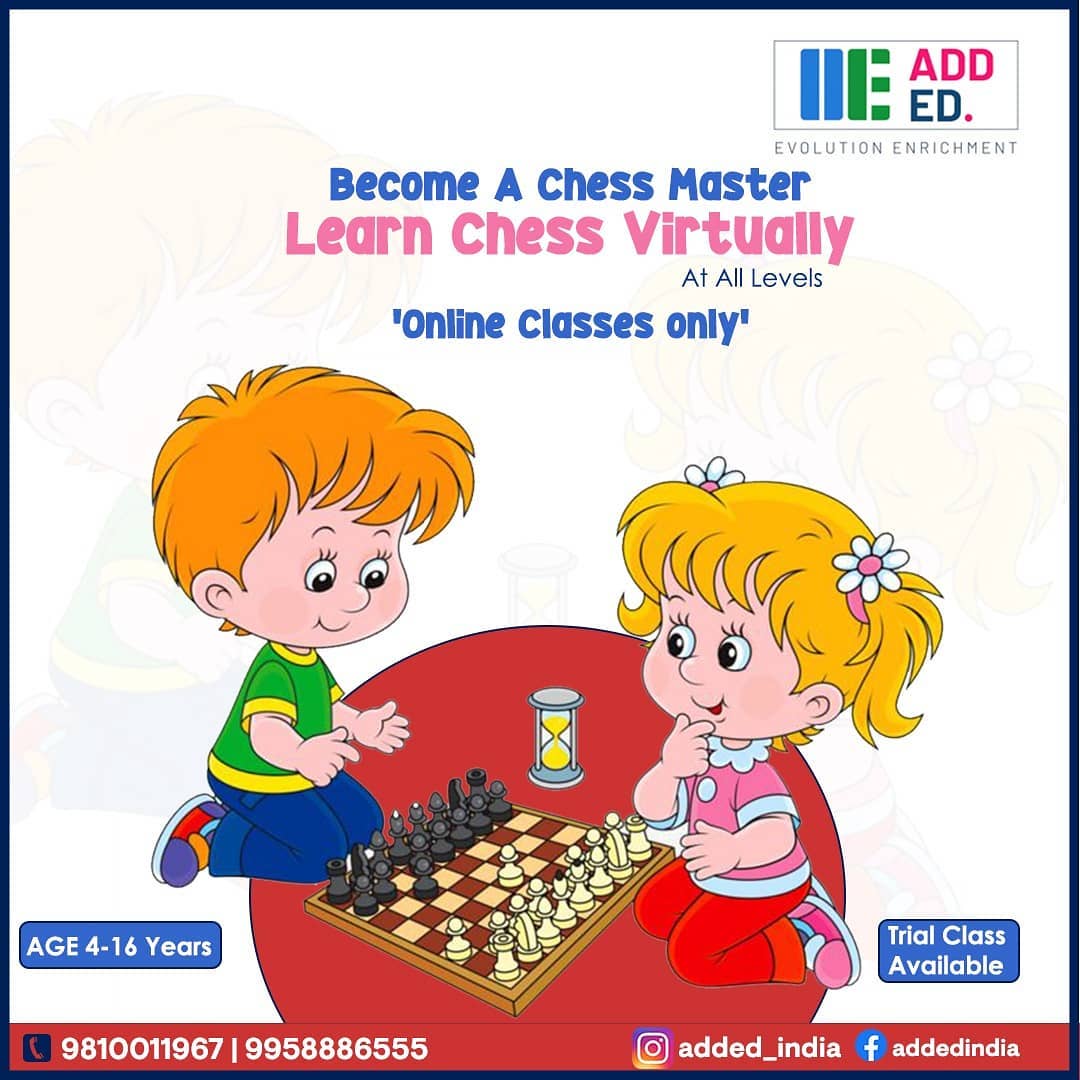 ADD
ED.
EVOLUTION ENRICHMENT
Become A Chess Master
Learn Chess Virtually
At All Levels
'Online Classes only'
AGE 4-16 Years
Trial Class
Available
9810011967 | 9958886555
added_india
addedindia